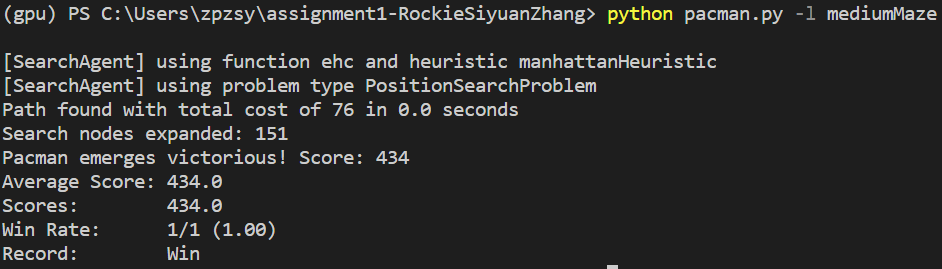 (gpu) PS C:\Users\zpzsy\assignment1-RockieSiyuanZhang> python pacman.py -l mediumMaze
[SearchAgent] using function ehc and heuristic manhattanHeuristic
[SearchAgent] using problem type PositionSearchProblem
Path found with total cost of 76 in 0.0 seconds
Search nodes expanded: 151
Pacman emerges victorious! Score: 434
Average Score: 434.0
Scores:        434.0
Win Rate:      1/1 (1.00)
Record:        Win